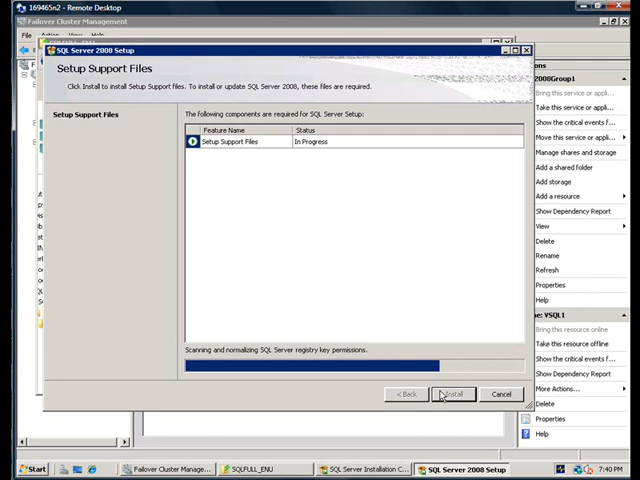 169465n2 - Remote Desktop
Failover Cluster Management
File Action View Help
SQL Server 2008 Setup
Setup Support Files
Click Install to install Setup Support files. To install or update SQL Server 2008, these files are required.
Setup Support Files
The following components are required for SQL Server Setup:
Feature Name Status
Setup Support Files In Progress
Scanning and normalizing SQL Server registry key permissions.
< Back
Install
Cancel
ons
2008Group1
Bring this service or appli...
Take this service or appli...
Show the critical events f...
Move this service or appli...
Manage shares and storage
Add a shared folder
Add storage
Add a resource
Show Dependency Report
View
Delete
Rename
Refresh
Properties
Help
ne: VSQL1
Bring this resource online
Take this resource offline
Show the critical events f...
Show Dependency Report
More Actions...
Delete
Properties
Help
Start
Failover Cluster Manage...
SQLFULL_ENU
SQL Server Installation C...
SQL Server 2008 Setup
7:40 PM